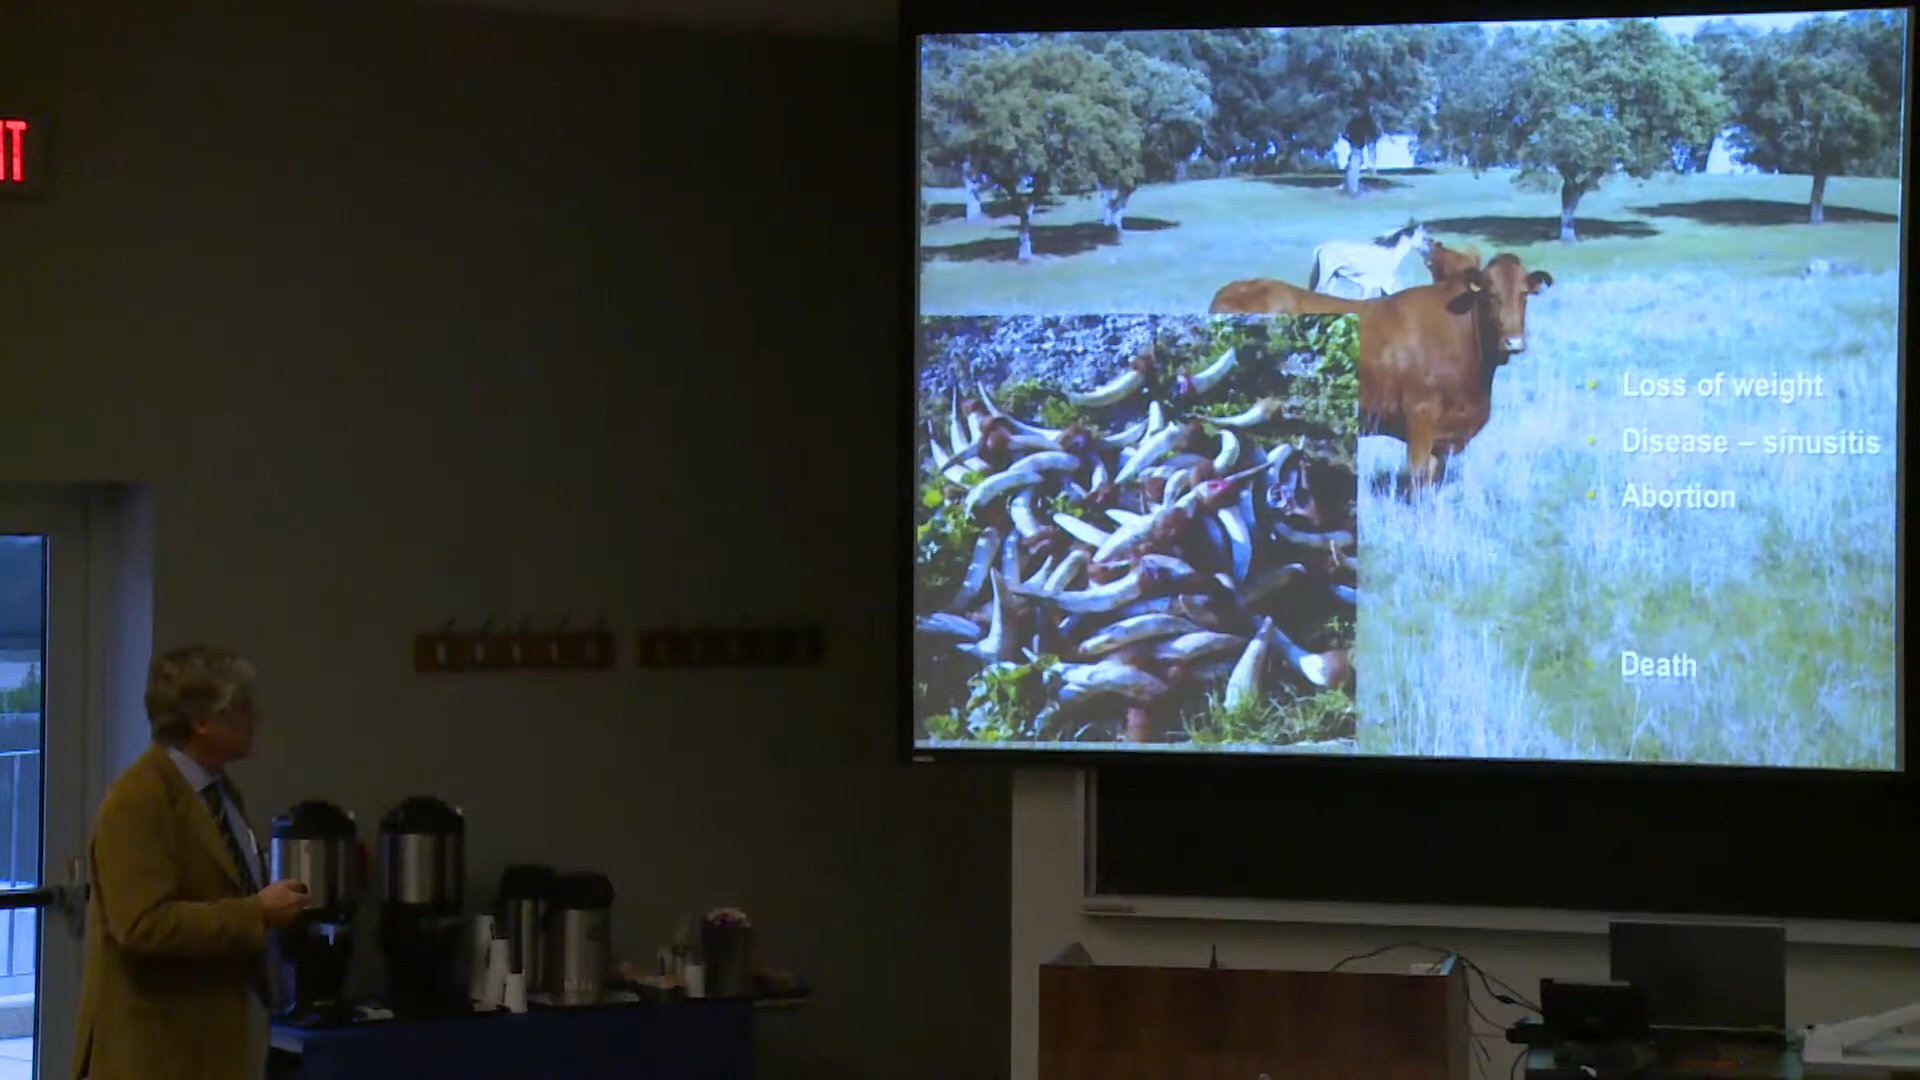 IT
Loss of weight
Disease – sinusitis
Abortion
Death